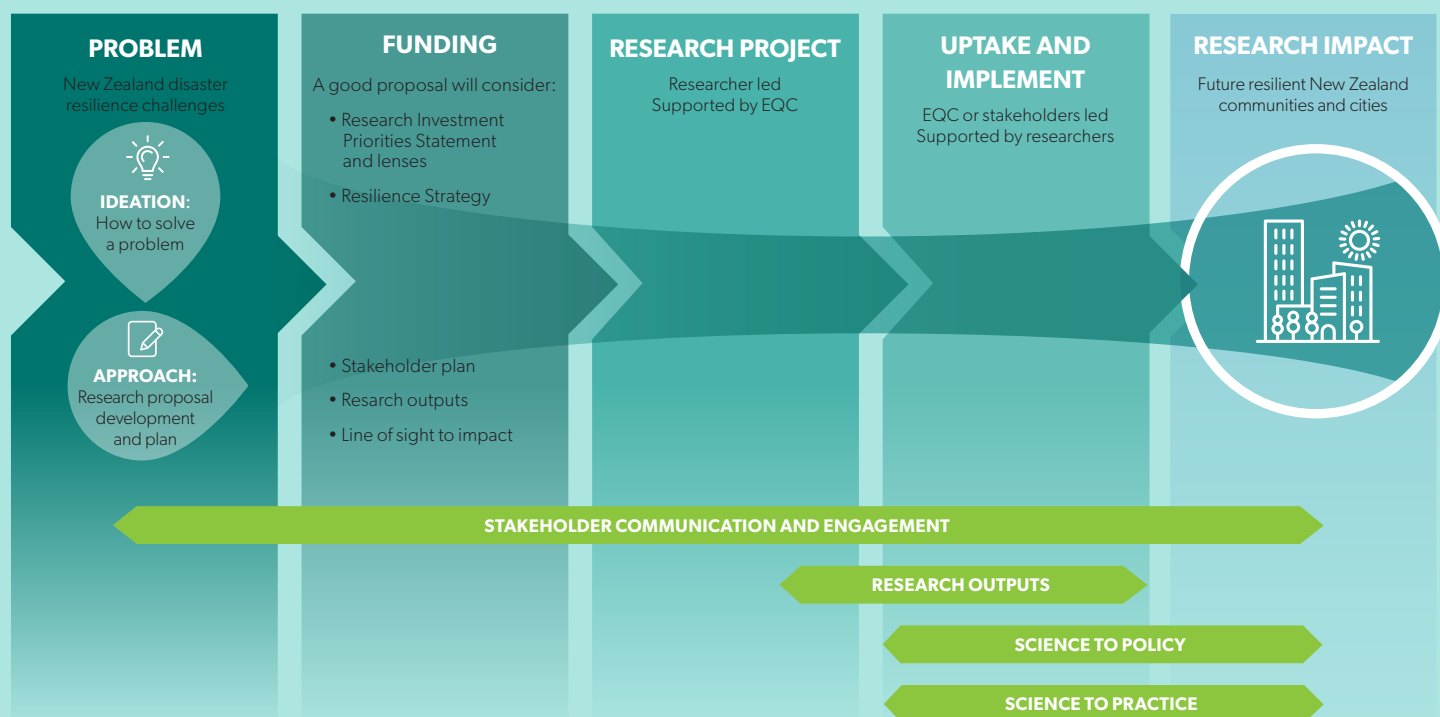 PROBLEM
New Zealand disaster
resilience challenges
IDEATION:
How to solve
a problem
APPROACH:
Research proposal
development
and plan
FUNDING
A good proposal will consider:
• Research Investment
Priorities Statement
and lenses
• Resilience Strategy
• Stakeholder plan
• Resarch outputs
• Line of sight to impact
RESEARCH PROJECT
Researcher led
Supported by EQC
UPTAKE AND
IMPLEMENT
EQC or stakeholders led
Supported by researchers
RESEARCH IMPACT
Future resilient New Zealand
communities and cities
STAKEHOLDER COMMUNICATION AND ENGAGEMENT
RESEARCH OUTPUTS
SCIENCE TO POLICY
SCIENCE TO PRACTICE